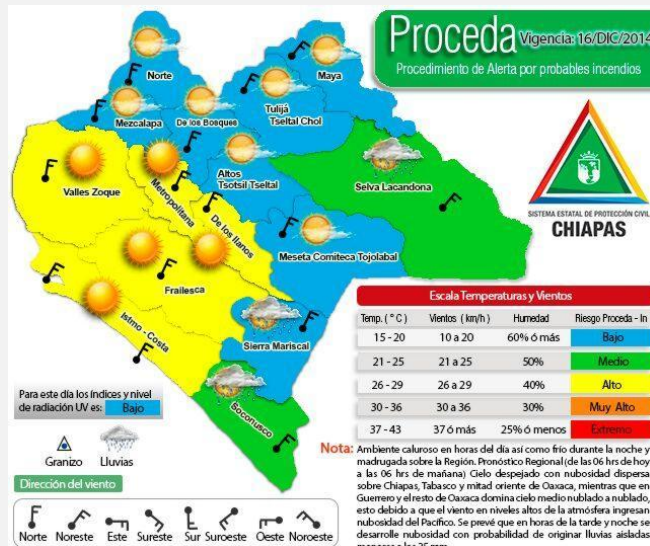 Proceda Vigencia: 16/DIC/2014
Procedimiento de Alerta por probables incendios
Norte
Maya
Mezcalapa
De los Bosques
Tulijá
Tseltal Chol
Valles Zoque
Metropolitana
Altos
Tsotsil Tseltal
Selva Lacandona
De los llanos
Meseta Comiteca Tojolabal
Frailesca
Istmo - Costa
Sierra Mariscal
Soconusco
SISTEMA ESTATAL DE PROTECCIÓN CIVIL
CHIAPAS
Escala Temperaturas y Vientos
Temp. ( ° C ) Vientos ( km/h ) Humedad Riesgo Proceda - In
15 - 20 10 a 20 60% ó más Bajo
21 - 25 21 a 25 50% Medio
26 - 29 26 a 29 40% Alto
30 - 36 30 a 36 30% Muy Alto
37 - 43 37 ó más 25% ó menos Extremo
Para este día los índices y nivel
de radiación UV es: Bajo
Granizo Lluvias
Dirección del viento
Norte Noreste Este Sureste Sur Suroeste Oeste Noroeste
Nota: Ambiente caluroso en horas del día así como frío durante la noche y
madrugada sobre la Región. Pronóstico Regional (de las 06 hrs de hoy
a las 06 hrs de mañana) Cielo despejado con nubosidad dispersa
sobre Chiapas, Tabasco y mitad oriente de Oaxaca, mientras que en
Guerrero y el resto de Oaxaca domina cielo medio nublado a nublado,
esto debido a que el viento en niveles altos de la atmósfera ingresan
nubosidad del Pacífico. Se prevé que en horas de la tarde y noche se
desarrolle nubosidad con probabilidad de originar lluvias aisladas
menores a los 25 mm